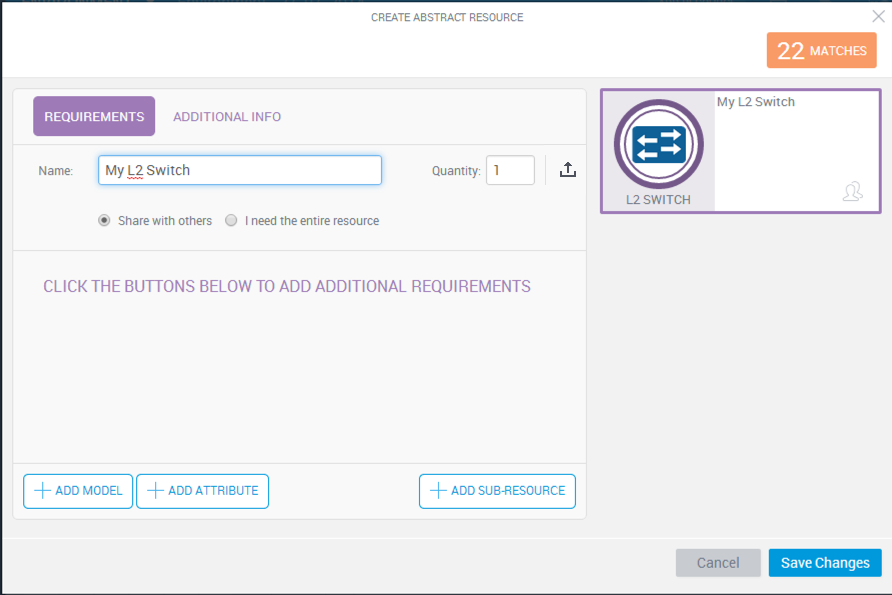 CREATE ABSTRACT RESOURCE
22 MATCHES
REQUIREMENTS ADDITIONAL INFO
My L2 Switch
Name: My L2 Switch Quantity: 1
L2 SWITCH
Share with others I need the entire resource
CLICK THE BUTTONS BELOW TO ADD ADDITIONAL REQUIREMENTS
ADD MODEL ADD ATTRIBUTE ADD SUB-RESOURCE
Cancel Save Changes